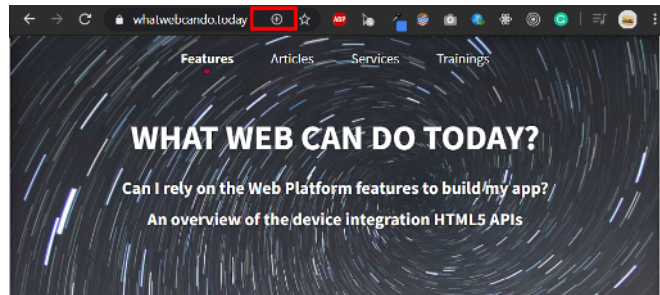 whatwebcando.today
ABP
Features Articles Services Trainings
WHAT WEB CAN DO TODAY?
Can I rely on the Web Platform features to build my app?
An overview of the device integration HTML5 APIs